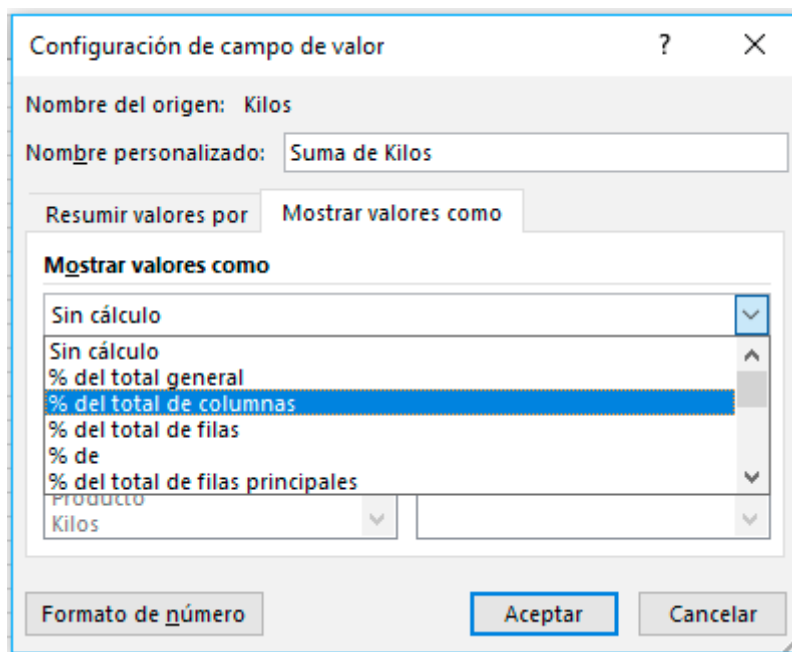 Configuración de campo de valor ? ×
Nombre del origen: Kilos
Nombre personalizado: Suma de Kilos
Resumir valores por Mostrar valores como
Mostrar valores como
Sin cálculo
Sin cálculo
% del total general
% del total de columnas
% del total de filas
% de
% del total de filas principales
Producto
Kilos
Formato de número Aceptar Cancelar